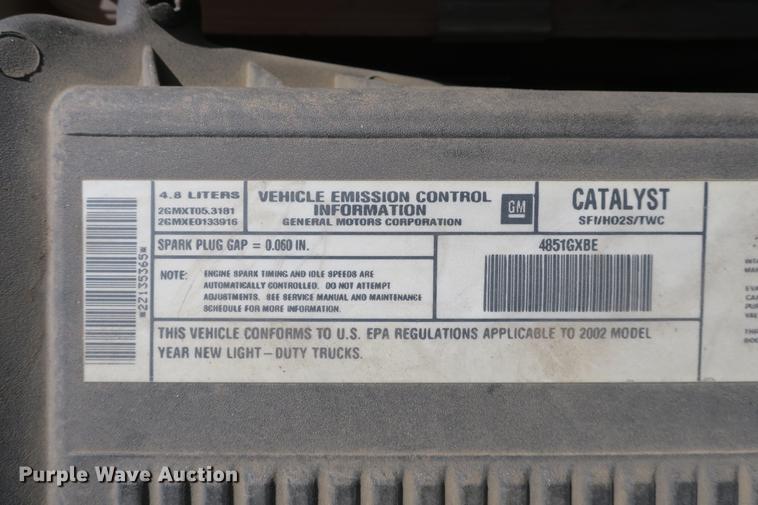 4.8 LITERS
2GMXT05.3181
2GMXE0133916
VEHICLE EMISSION CONTROL
INFORMATION
GENERAL MOTORS CORPORATION
GM
CATALYST
SFI/HO2S/TWC
SPARK PLUG GAP = 0.060 IN.
4851GXBE
NOTE: ENGINE SPARK TIMING AND IDLE SPEEDS ARE
AUTOMATICALLY CONTROLLED. DO NOT ATTEMPT
ADJUSTMENTS. SEE SERVICE MANUAL AND MAINTENANCE
SCHEDULE FOR MORE INFORMATION.
THIS VEHICLE CONFORMS TO U.S. EPA REGULATIONS APPLICABLE TO 2002 MODEL
YEAR NEW LIGHT-DUTY TRUCKS.
*22135365*
Purple Wave Auction